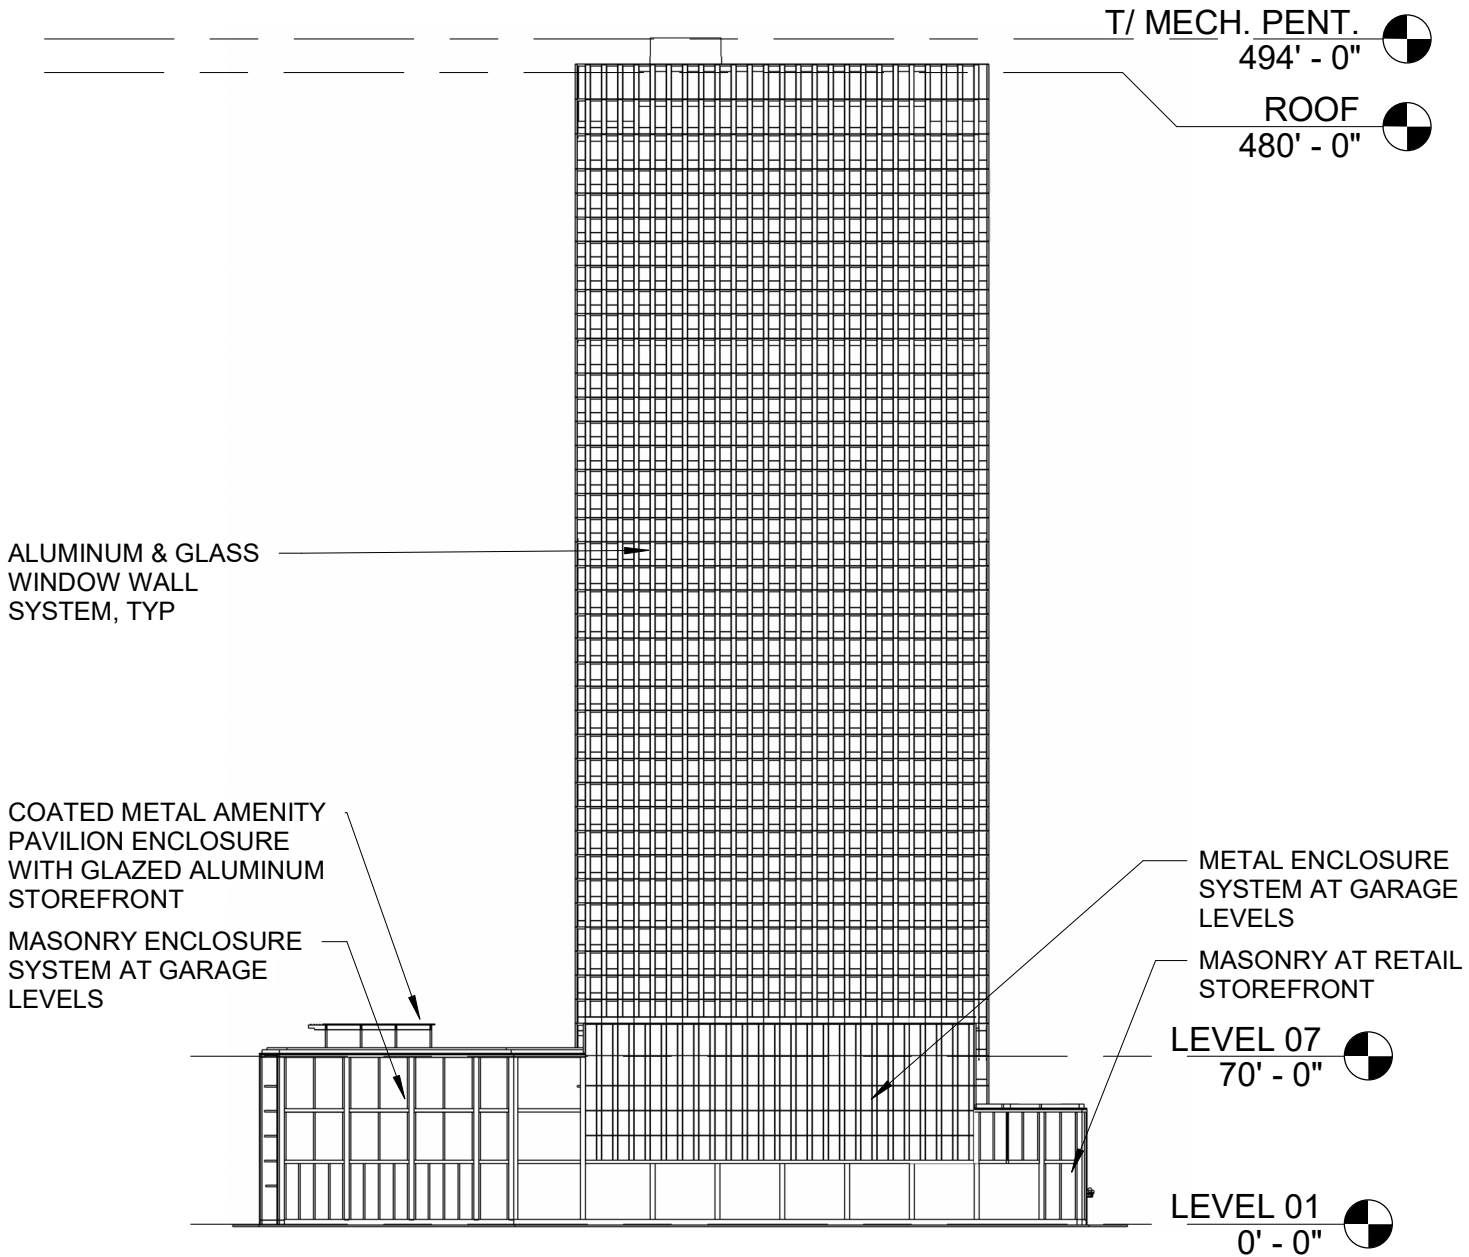 T/ MECH. PENT.
494' - 0"
ROOF
480' - 0"
ALUMINUM & GLASS
WINDOW WALL
SYSTEM, TYP
COATED METAL AMENITY
PAVILION ENCLOSURE
WITH GLAZED ALUMINUM
STOREFRONT
MASONRY ENCLOSURE
SYSTEM AT GARAGE
LEVELS
METAL ENCLOSURE
SYSTEM AT GARAGE
LEVELS
MASONRY AT RETAIL
STOREFRONT
LEVEL 07
70' - 0"
LEVEL 01
0' - 0"